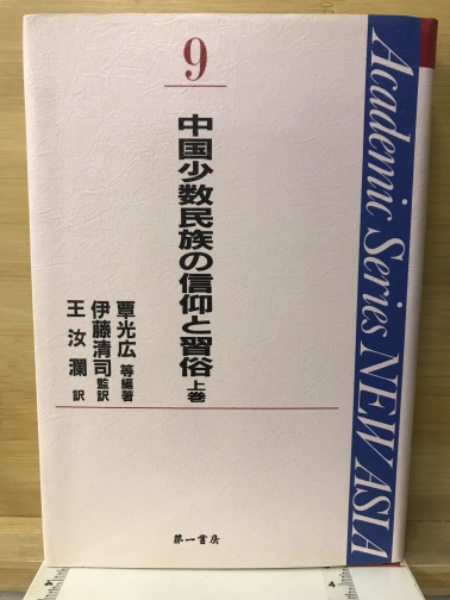 9
中国少数民族の信仰と習俗 上巻
覃光広 等編著
伊藤清司 監訳
王汝瀾 訳
第一書房
Academic Series NEW ASIA
4